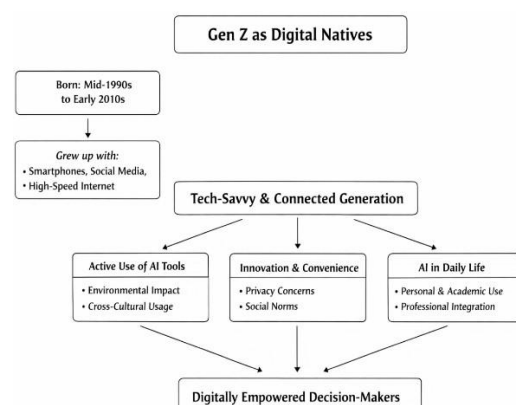 Gen Z as Digital Natives
Born: Mid-1990s
to Early 2010s
Grew up with:
• Smartphones, Social Media,
• High-Speed Internet
Tech-Savvy & Connected Generation
Active Use of AI Tools
• Environmental Impact
• Cross-Cultural Usage
Innovation & Convenience
• Privacy Concerns
• Social Norms
AI in Daily Life
• Personal & Academic Use
• Professional Integration
Digitally Empowered Decision-Makers